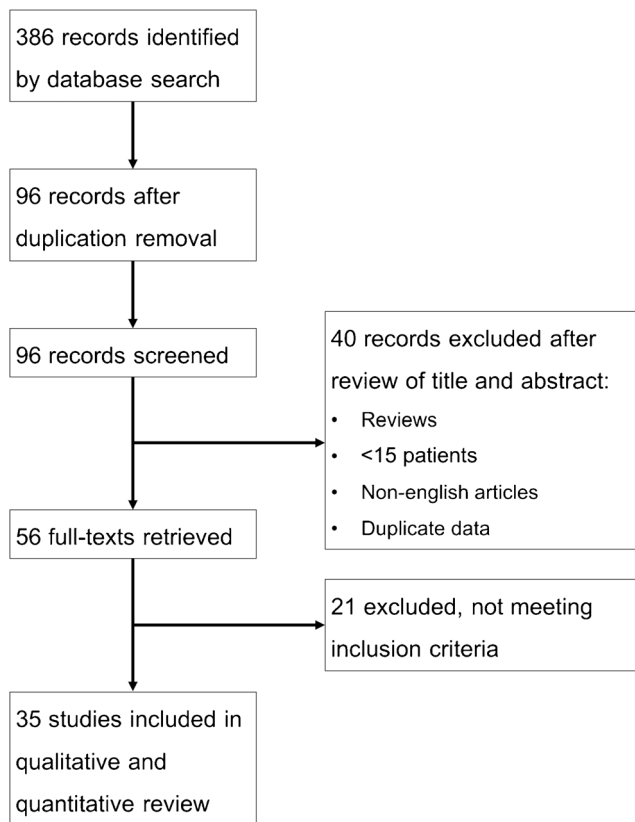 386 records identified
by database search
96 records after
duplication removal
96 records screened
40 records excluded after
review of title and abstract:
• Reviews
• <15 patients
• Non-english articles
• Duplicate data
56 full-texts retrieved
21 excluded, not meeting
inclusion criteria
35 studies included in
qualitative and
quantitative review